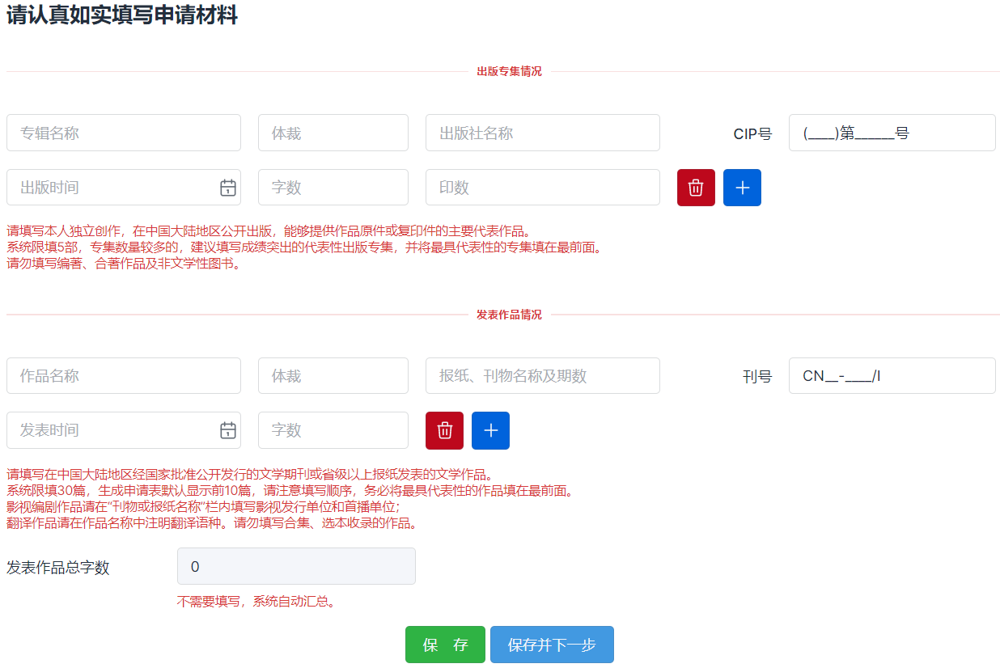 请认真如实填写申请材料
出版专集情况
专辑名称 体裁 出版社名称 CIP号 (____)第______号
出版时间 字数 印数
请填写本人独立创作，在中国大陆地区公开出版，能够提供作品原件或复印件的主要代表作品。
系统限填5部，专集数量较多的，建议填写成绩突出的代表性出版专集，并将最具代表性的专集填在最前面。
请勿填写编著、合著作品及非文学性图书。
发表作品情况
作品名称 体裁 报纸、刊物名称及期数 刊号 CN__-____/I
发表时间 字数
请填写在中国大陆地区经国家批准公开发行的文学期刊或省级以上报纸发表的文学作品。
系统限填30篇，生成申请表默认显示前10篇，请注意填写顺序，务必将最具代表性的作品填在最前面。
影视编剧作品请在“刊物或报纸名称”栏内填写影视发行单位和首播单位；
翻译作品请在作品名称中注明翻译语种。请勿填写合集、选本收录的作品。
发表作品总字数 0
不需要填写，系统自动汇总。
保 存 保存并下一步